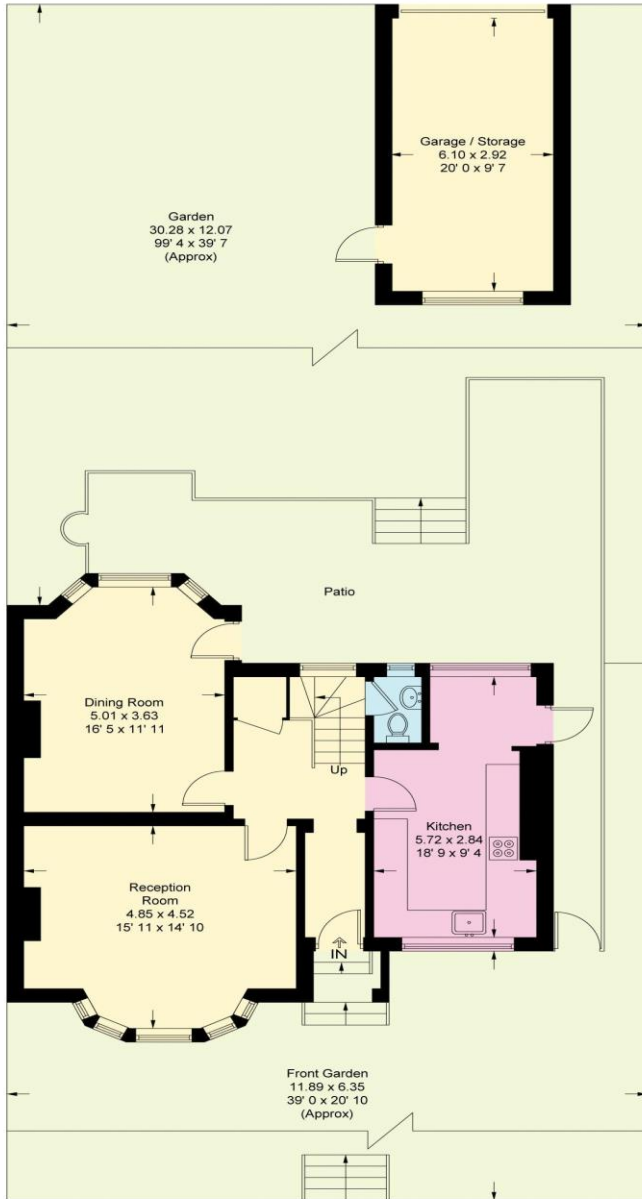 Garage / Storage
6.10 x 2.92
20' 0 x 9' 7
Garden
30.28 x 12.07
99' 4 x 39' 7
(Approx)
Patio
Dining Room
5.01 x 3.63
16' 5 x 11' 11
Up
Kitchen
5.72 x 2.84
18' 9 x 9' 4
Reception
Room
4.85 x 4.52
15' 11 x 14' 10
IN
Front Garden
11.89 x 6.35
39' 0 x 20' 10
(Approx)